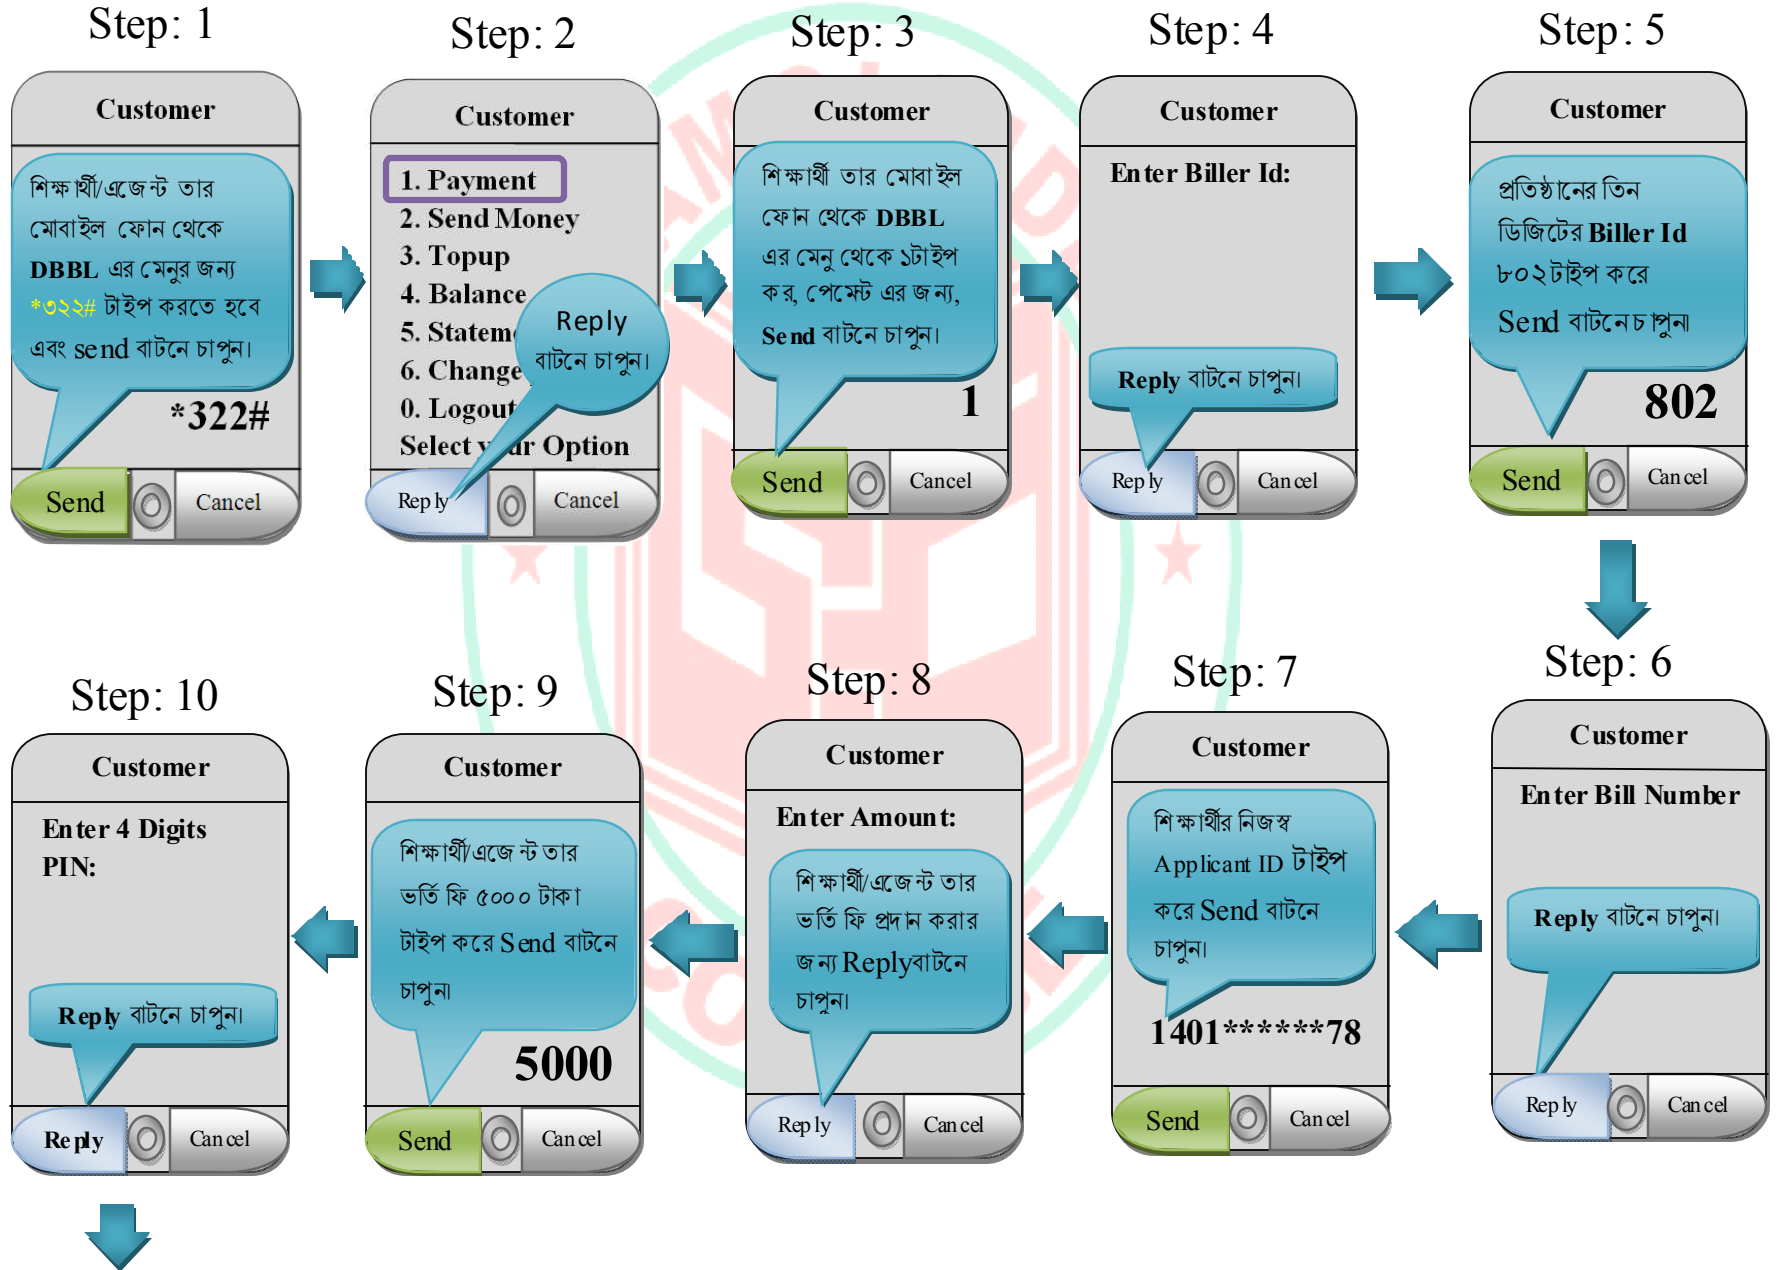 Step: 1
Customer
শিক্ষার্থী/এজেন্ট তার
মোবাইল ফোন থেকে
DBBL এর মেনুর জন্য
*৩২২# টাইপ করতে হবে
এবং send বাটনে চাপুন।
*322#
Send
Cancel
Step: 2
Customer
1. Payment
2. Send Money
3. Topup
4. Balance
5. Statem
6. Change
0. Logout
Select your Option
Reply
বাটনে চাপুন।
Reply
Cancel
Step: 3
Customer
শিক্ষার্থী তার মোবাইল
ফোন থেকে DBBL
এর মেনু থেকে ১টাইপ
কর, পেমেন্ট এর জন্য,
Send বাটনে চাপুন।
1
Send
Cancel
Step: 4
Customer
Enter Biller Id:
Reply বাটনে চাপুন।
Reply
Cancel
Step: 5
Customer
প্রতিষ্ঠানের তিন
ডিজিটের Biller Id
৮০২টাইপ করে
Send বাটনেচাপুন।
802
Send
Cancel
Step: 6
Customer
Enter Bill Number
Reply বাটনে চাপুন।
Reply
Cancel
Step: 7
Customer
শিক্ষার্থীর নিজস্ব
Applicant ID টাইপ
করে Send বাটনে
চাপুন।
1401******78
Send
Cancel
Step: 8
Customer
Enter Amount:
শিক্ষার্থী/এজেন্ট তার
ভর্তি ফি প্রদান করার
জন্য Replyবাটনে
চাপুন।
Reply
Cancel
Step: 9
Customer
শিক্ষার্থী/এজেন্ট তার
ভর্তি ফি ৫০০০ টাকা
টাইপ করে Send বাটনে
চাপুন।
5000
Send
Cancel
Step: 10
Customer
Enter 4 Digits
PIN:
Reply বাটনে চাপুন।
Reply
Cancel